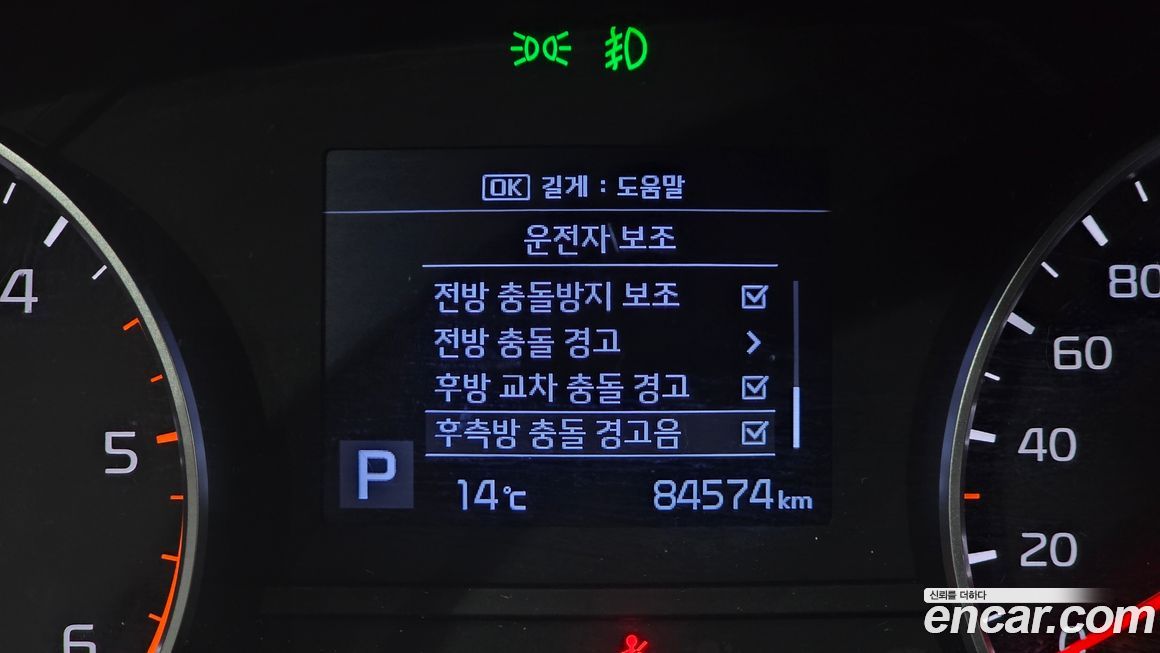 OK 길게 : 도움말
운전자 보조
전방 충돌방지 보조
전방 충돌 경고
후방 교차 충돌 경고
후측방 충돌 경고음
P 14℃ 84574 km
4
5
6
80
60
40
20
0
신뢰를 더하다
encar.com